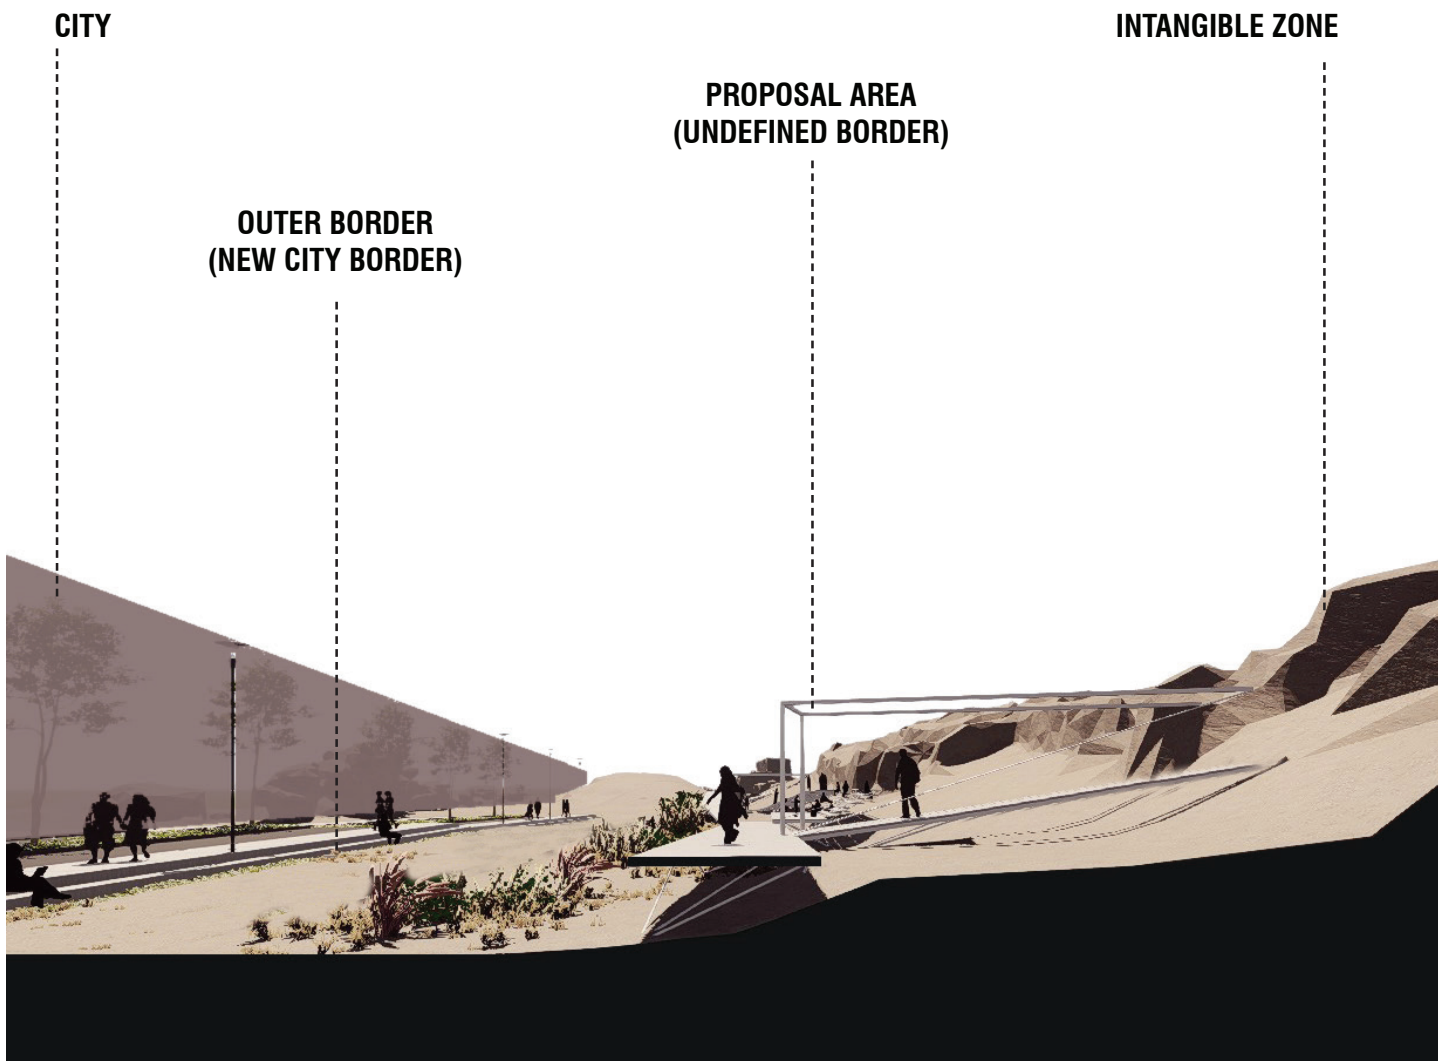 CITY
INTANGIBLE ZONE
PROPOSAL AREA
(UNDEFINED BORDER)
OUTER BORDER
(NEW CITY BORDER)